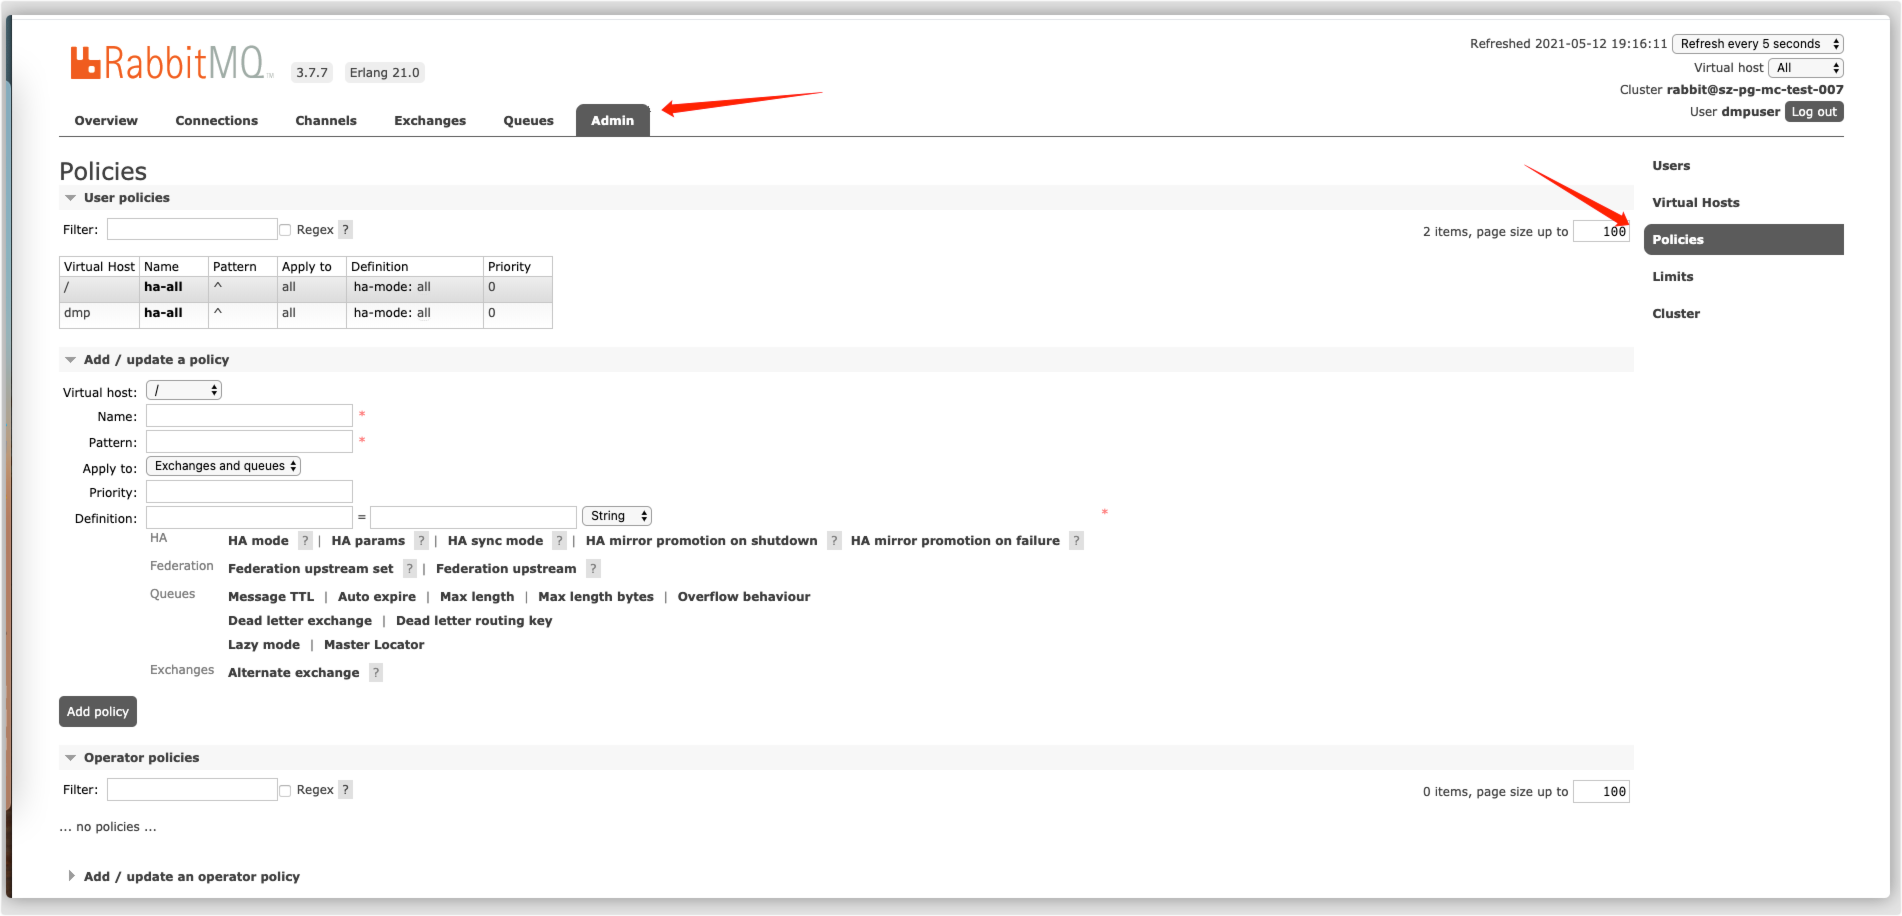 RabbitMQ™ 3.7.7 Erlang 21.0
Refreshed 2021-05-12 19:16:11 Refresh every 5 seconds
Virtual host All
Cluster rabbit@sz-pg-mc-test-007
User dmpuser Log out
Overview Connections Channels Exchanges Queues Admin
Policies
User policies
Filter: Regex ? 2 items, page size up to 100
Virtual Host Name Pattern Apply to Definition Priority
/ ha-all ^ all ha-mode: all 0
dmp ha-all ^ all ha-mode: all 0
Add / update a policy
Virtual host: /
Name: *
Pattern: *
Apply to: Exchanges and queues
Priority:
Definition: = String *
HA HA mode ? | HA params ? | HA sync mode ? | HA mirror promotion on shutdown ? HA mirror promotion on failure ?
Federation Federation upstream set ? | Federation upstream ?
Queues Message TTL | Auto expire | Max length | Max length bytes | Overflow behaviour
Dead letter exchange | Dead letter routing key
Lazy mode | Master Locator
Exchanges Alternate exchange ?
Add policy
Operator policies
Filter: Regex ? 0 items, page size up to 100
... no policies ...
Add / update an operator policy
Users
Virtual Hosts
Policies
Limits
Cluster